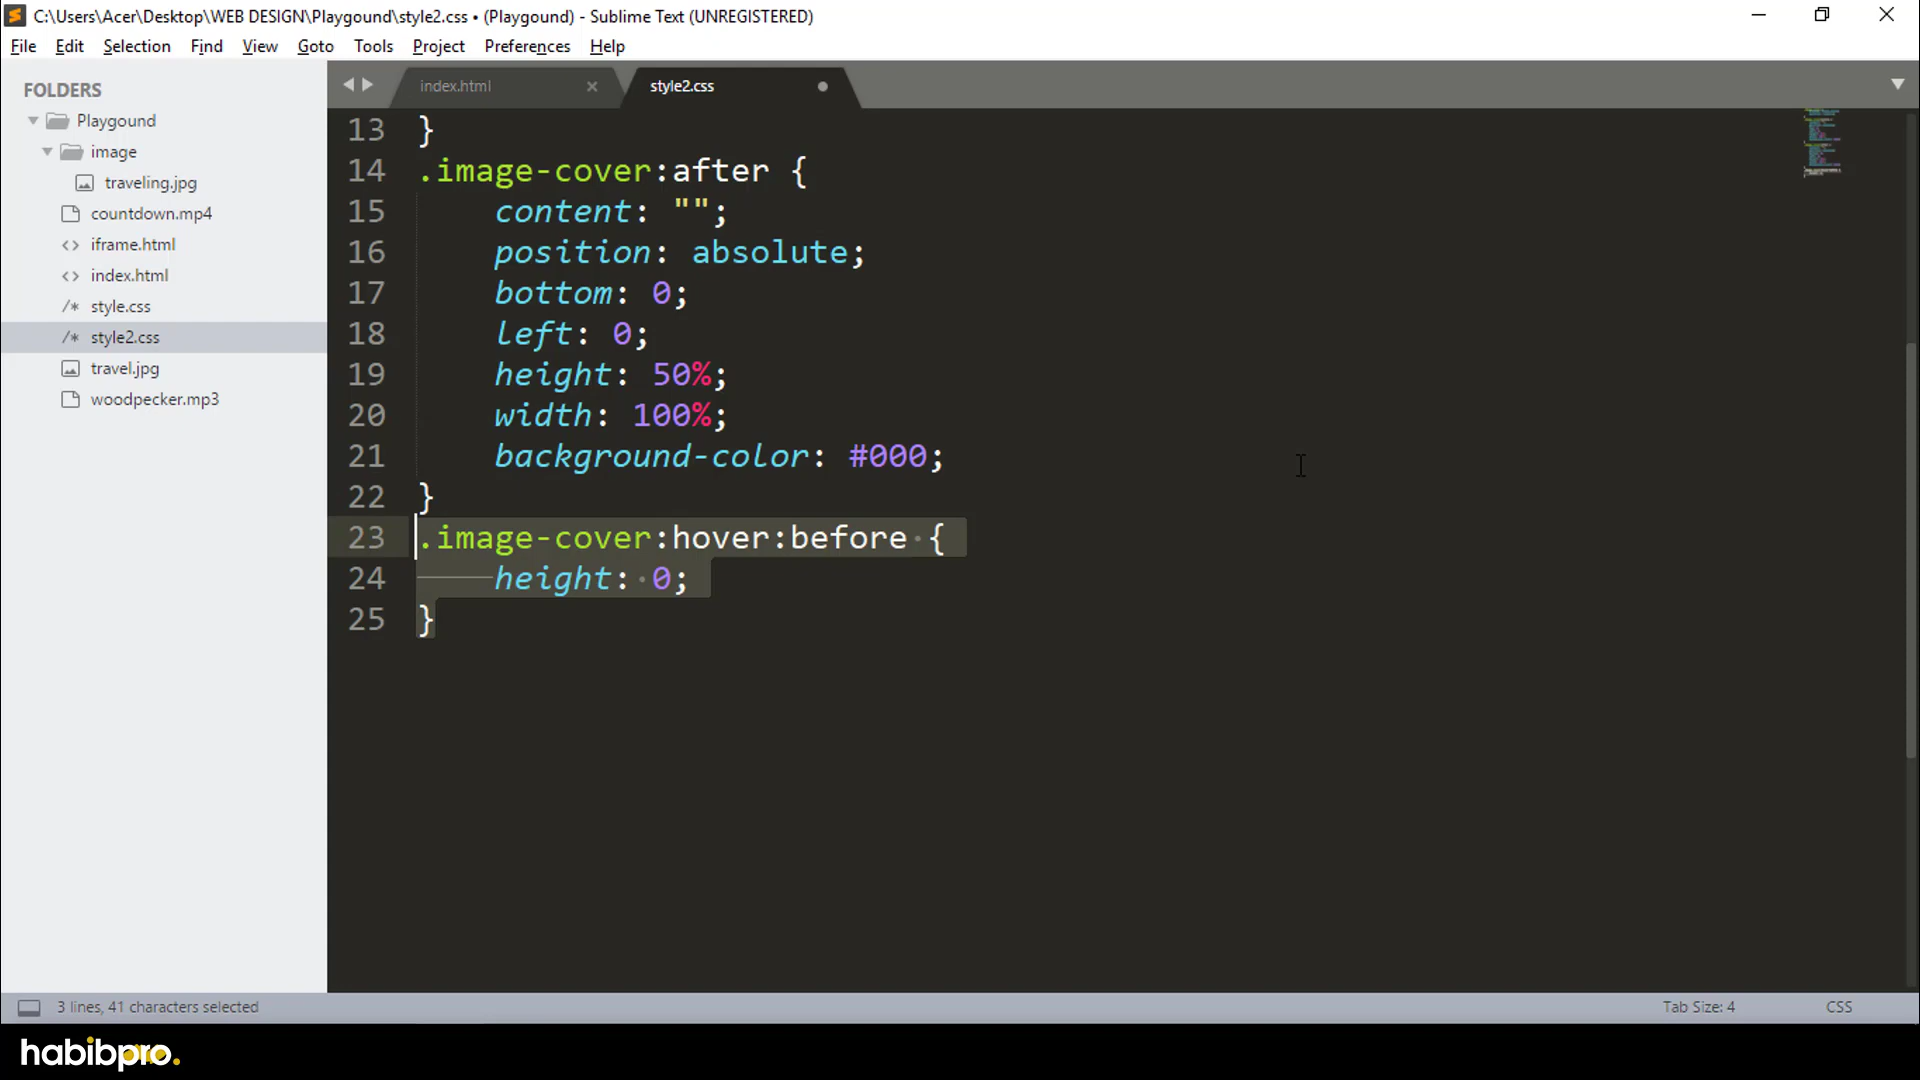 C:\Users\Acer\Desktop\WEB DESIGN\Playgound\style2.css • (Playgound) - Sublime Text (UNREGISTERED)
File Edit Selection Find View Goto Tools Project Preferences Help
FOLDERS
Playgound
image
traveling.jpg
countdown.mp4
iframe.html
index.html
style.css
style2.css
travel.jpg
woodpecker.mp3
index.html
style2.css
13 }
14 .image-cover:after {
15 content: "";
16 position: absolute;
17 bottom: 0;
18 left: 0;
19 height: 50%;
20 width: 100%;
21 background-color: #000;
22 }
23 .image-cover:hover:before {
24 height: 0;
25 }
3 lines, 41 characters selected
Tab Size: 4
CSS
habibpro.